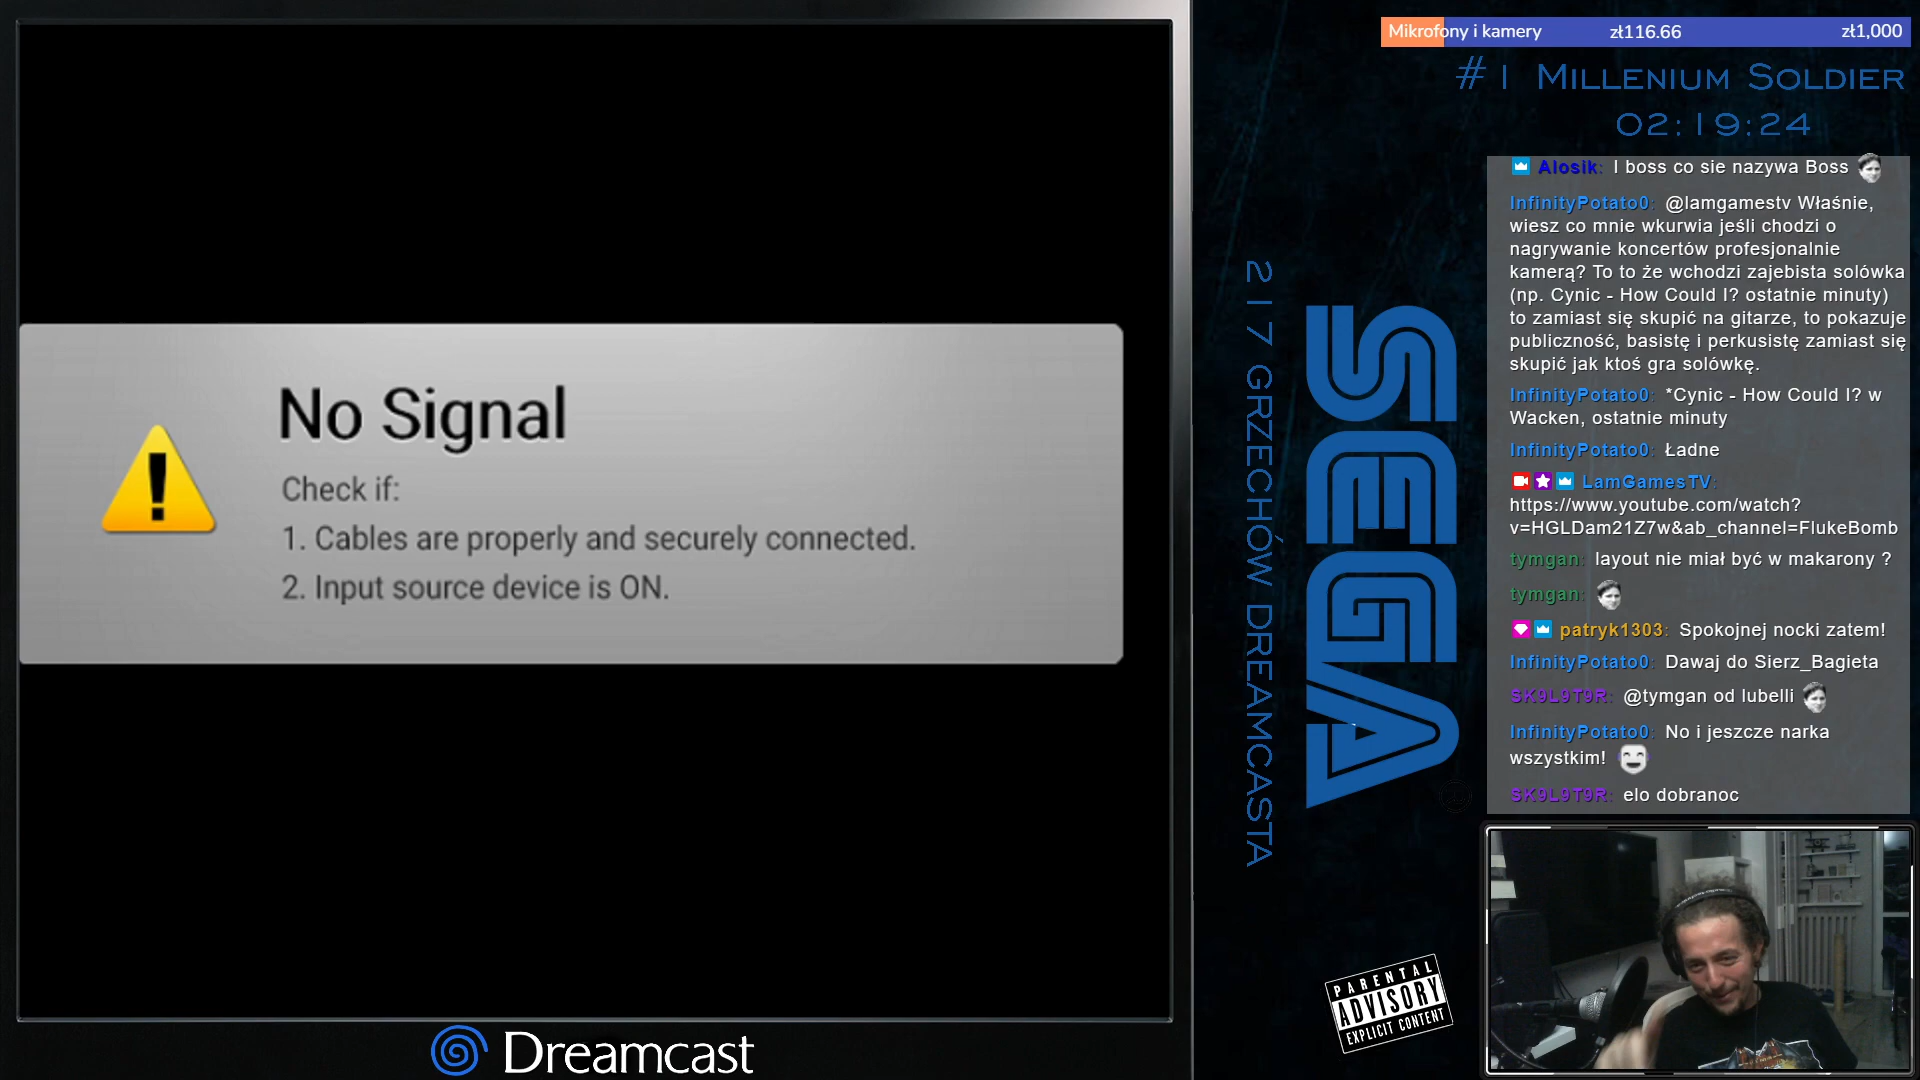 No Signal
Check if:
1. Cables are properly and securely connected.
2. Input source device is ON.
Dreamcast
217 GRZECHÓW DREAMCASTA
SEGA
PARENTAL
ADVISORY
EXPLICIT CONTENT
Mikrofony i kamery zł116.66 zł1,000
#1 Millenium Soldier
02:19:24
Alosik: I boss co sie nazywa Boss
InfinityPotato0: @lamgamestv Właśnie,
wiesz co mnie wkurwia jeśli chodzi o
nagrywanie koncertów profesjonalnie
kamerą? To to że wchodzi zajebista solówka
(np. Cynic - How Could I? ostatnie minuty)
to zamiast się skupić na gitarze, to pokazuje
publiczność, basistę i perkusistę zamiast się
skupić jak ktoś gra solówkę.
InfinityPotato0: *Cynic - How Could I? w
Wacken, ostatnie minuty
InfinityPotato0: Ładne
LamGamesTV:
https://www.youtube.com/watch?
v=HGLDam21Z7w&ab_channel=FlukeBomb
tymgan: layout nie miał być w makarony ?
tymgan:
patryk1303: Spokojnej nocki zatem!
InfinityPotato0: Dawaj do Sierz_Bagieta
SK9L9T9R: @tymgan od lubelli
InfinityPotato0: No i jeszcze narka
wszystkim!
SK9L9T9R: elo dobranoc